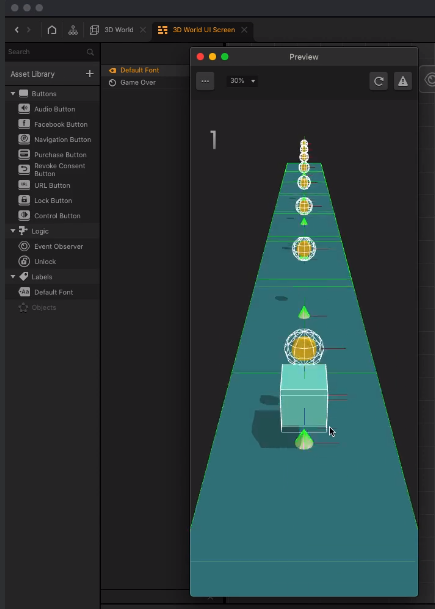 3D World
3D World UI Screen
Search
Asset Library
Buttons
Audio Button
Facebook Button
Navigation Button
Purchase Button
Revoke Consent
Button
URL Button
Lock Button
Control Button
Logic
Event Observer
Unlock
Labels
Default Font
Objects
Default Font
Game Over
Preview
30%
1